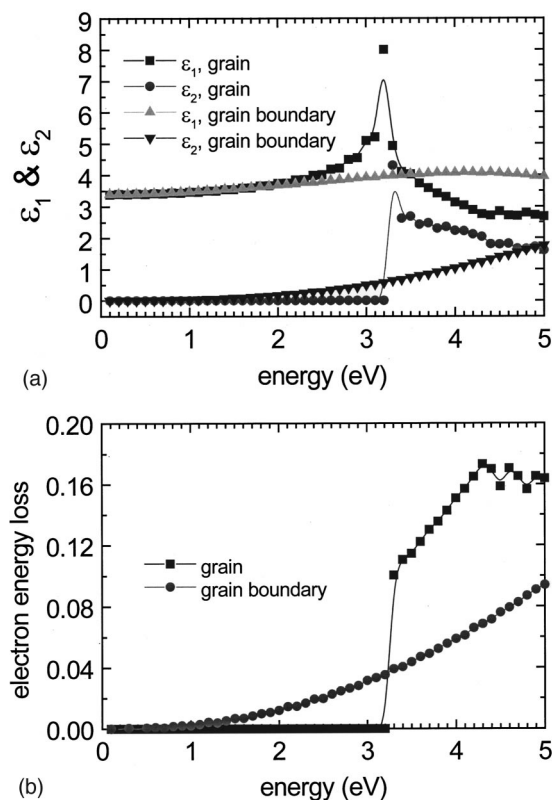 9
8
7
6
5
4
3
2
1
0
ε₁ & ε₂
ε₁, grain
ε₂, grain
ε₁, grain boundary
ε₂, grain boundary
0 1 2 3 4 5
(a)
energy (eV)
0.20
0.16
0.12
0.08
0.04
0.00
electron energy loss
grain
grain boundary
0 1 2 3 4 5
(b)
energy (eV)